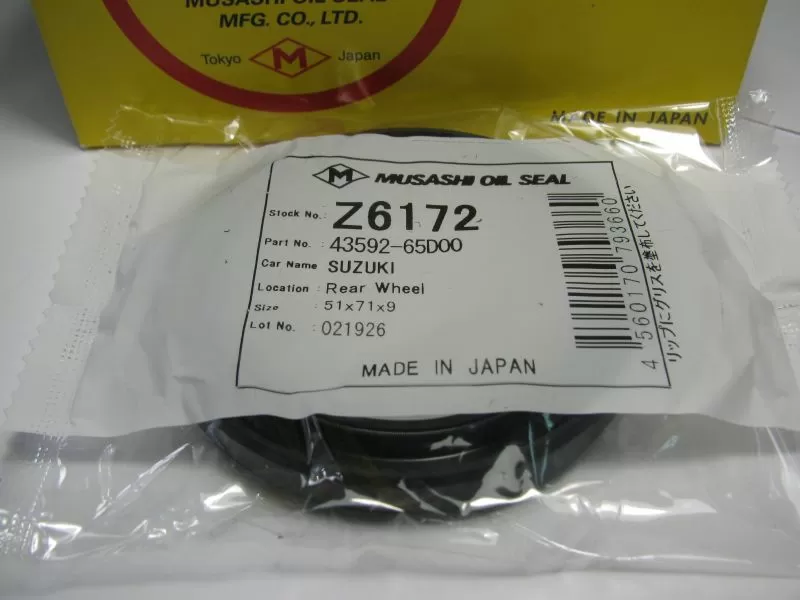 MUSASHI OIL SEAL
MFG. CO., LTD.
Tokyo M Japan
MADE IN JAPAN
M MUSASHI OIL SEAL
Stock No. : Z6172
Part No. : 43592-65D00
Car Name SUZUKI
Location : Rear Wheel
Size : 51x71x9
Lot No. : 021926
MADE IN JAPAN
4 560170 793660
リップにグリスを塗布してください